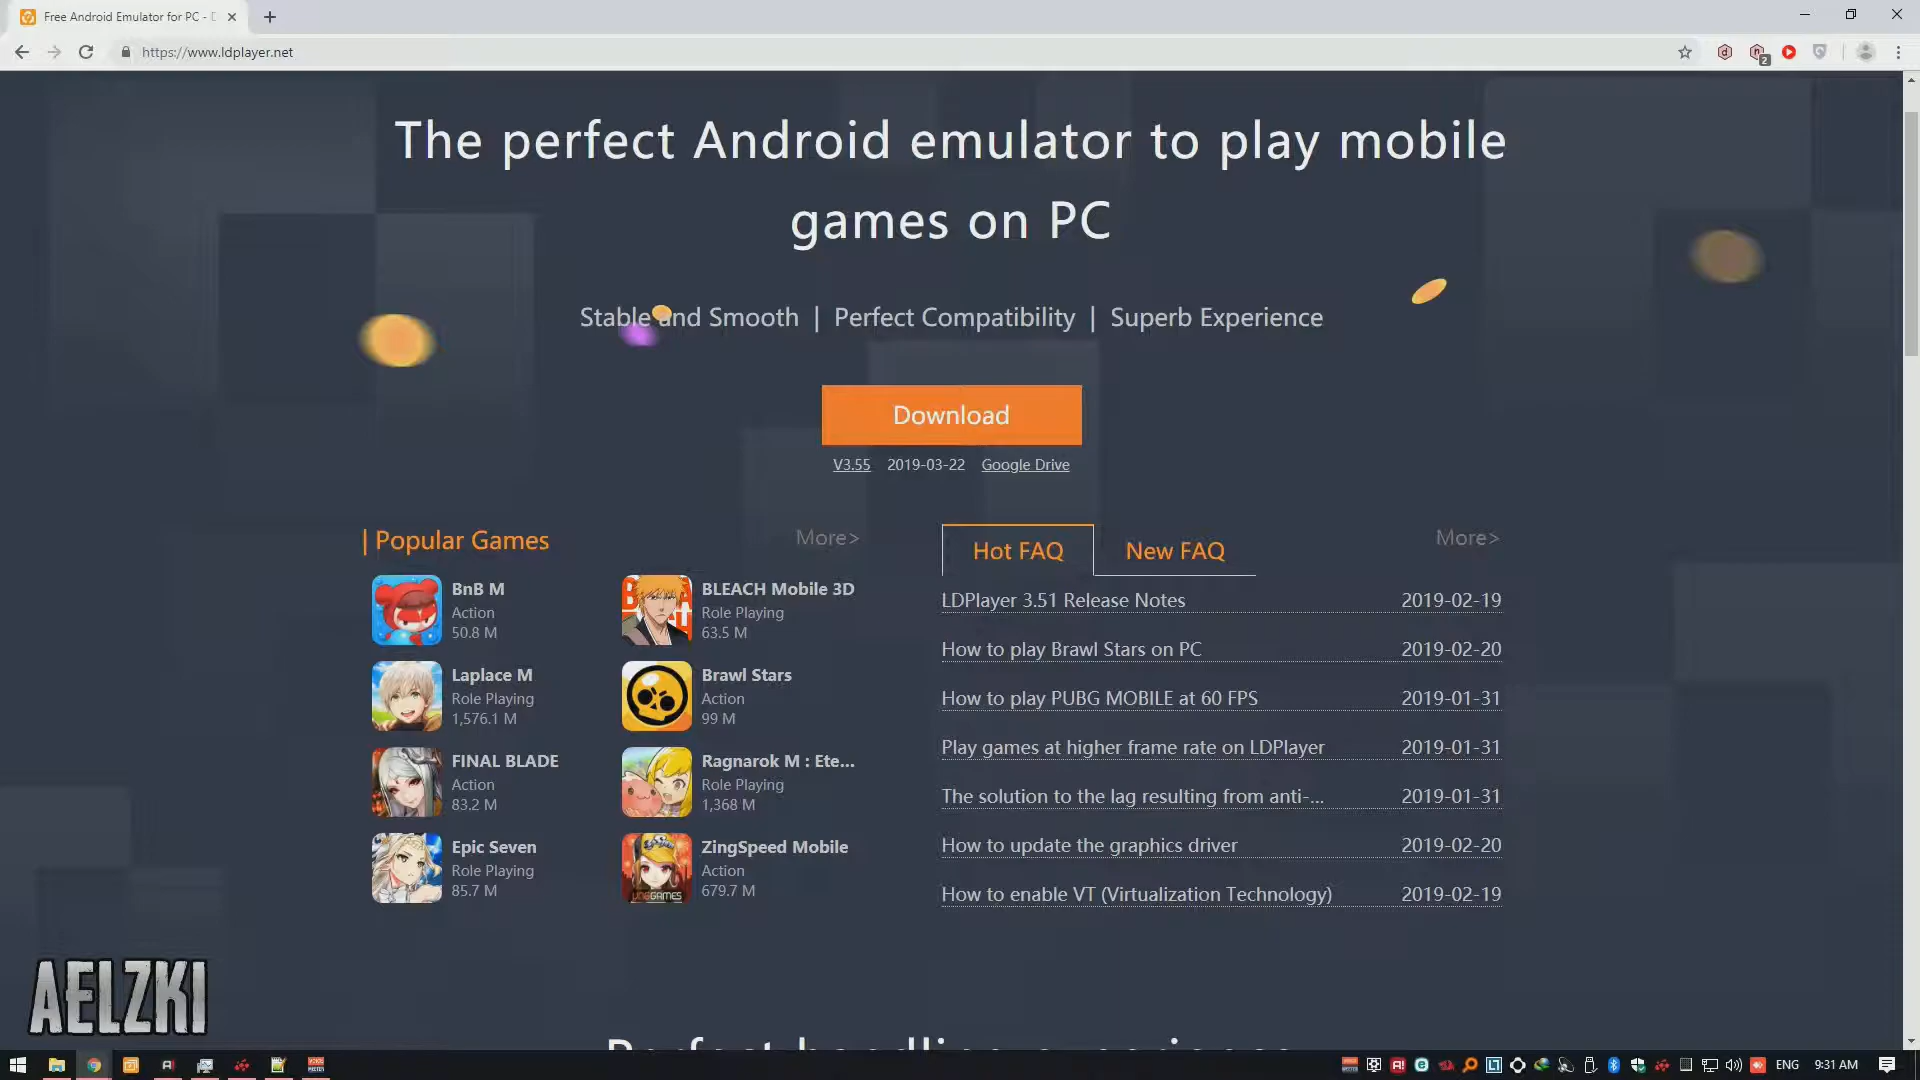 Free Android Emulator for PC -
https://www.ldplayer.net
2
The perfect Android emulator to play mobile
games on PC
Stable and Smooth | Perfect Compatibility | Superb Experience
Download
V3.55 2019-03-22 Google Drive
| Popular Games
More>
BnB M
Action
50.8 M
BLEACH Mobile 3D
Role Playing
63.5 M
Laplace M
Role Playing
1,576.1 M
Brawl Stars
Action
99 M
FINAL BLADE
Action
83.2 M
Ragnarok M : Ete...
Role Playing
1,368 M
Epic Seven
Role Playing
85.7 M
ZingSpeed Mobile
Action
679.7 M
Hot FAQ
New FAQ
More>
LDPlayer 3.51 Release Notes 2019-02-19
How to play Brawl Stars on PC 2019-02-20
How to play PUBG MOBILE at 60 FPS 2019-01-31
Play games at higher frame rate on LDPlayer 2019-01-31
The solution to the lag resulting from anti-... 2019-01-31
How to update the graphics driver 2019-02-20
How to enable VT (Virtualization Technology) 2019-02-19
AELZKI
ENG 9:31 AM